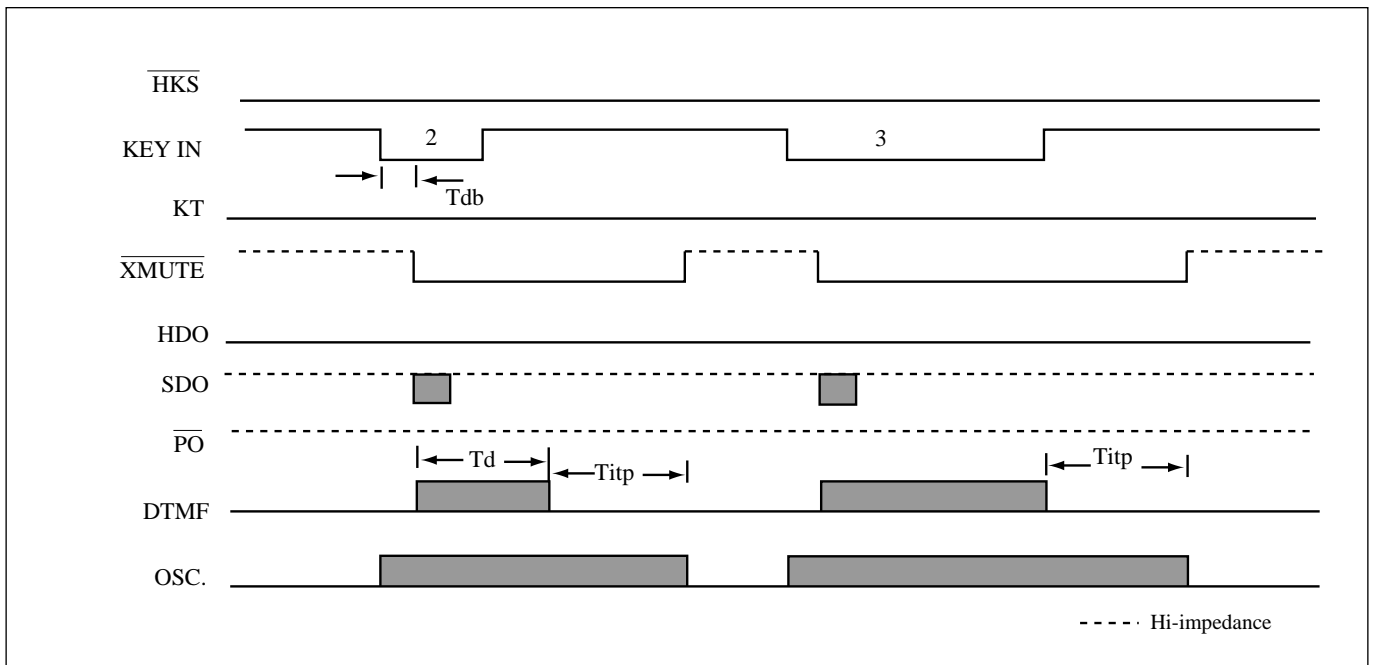 HKS
KEY IN 2 3
Tdb
KT
XMUTE
HDO
SDO
PO
Td Titp Titp
DTMF
OSC.
Hi-impedance